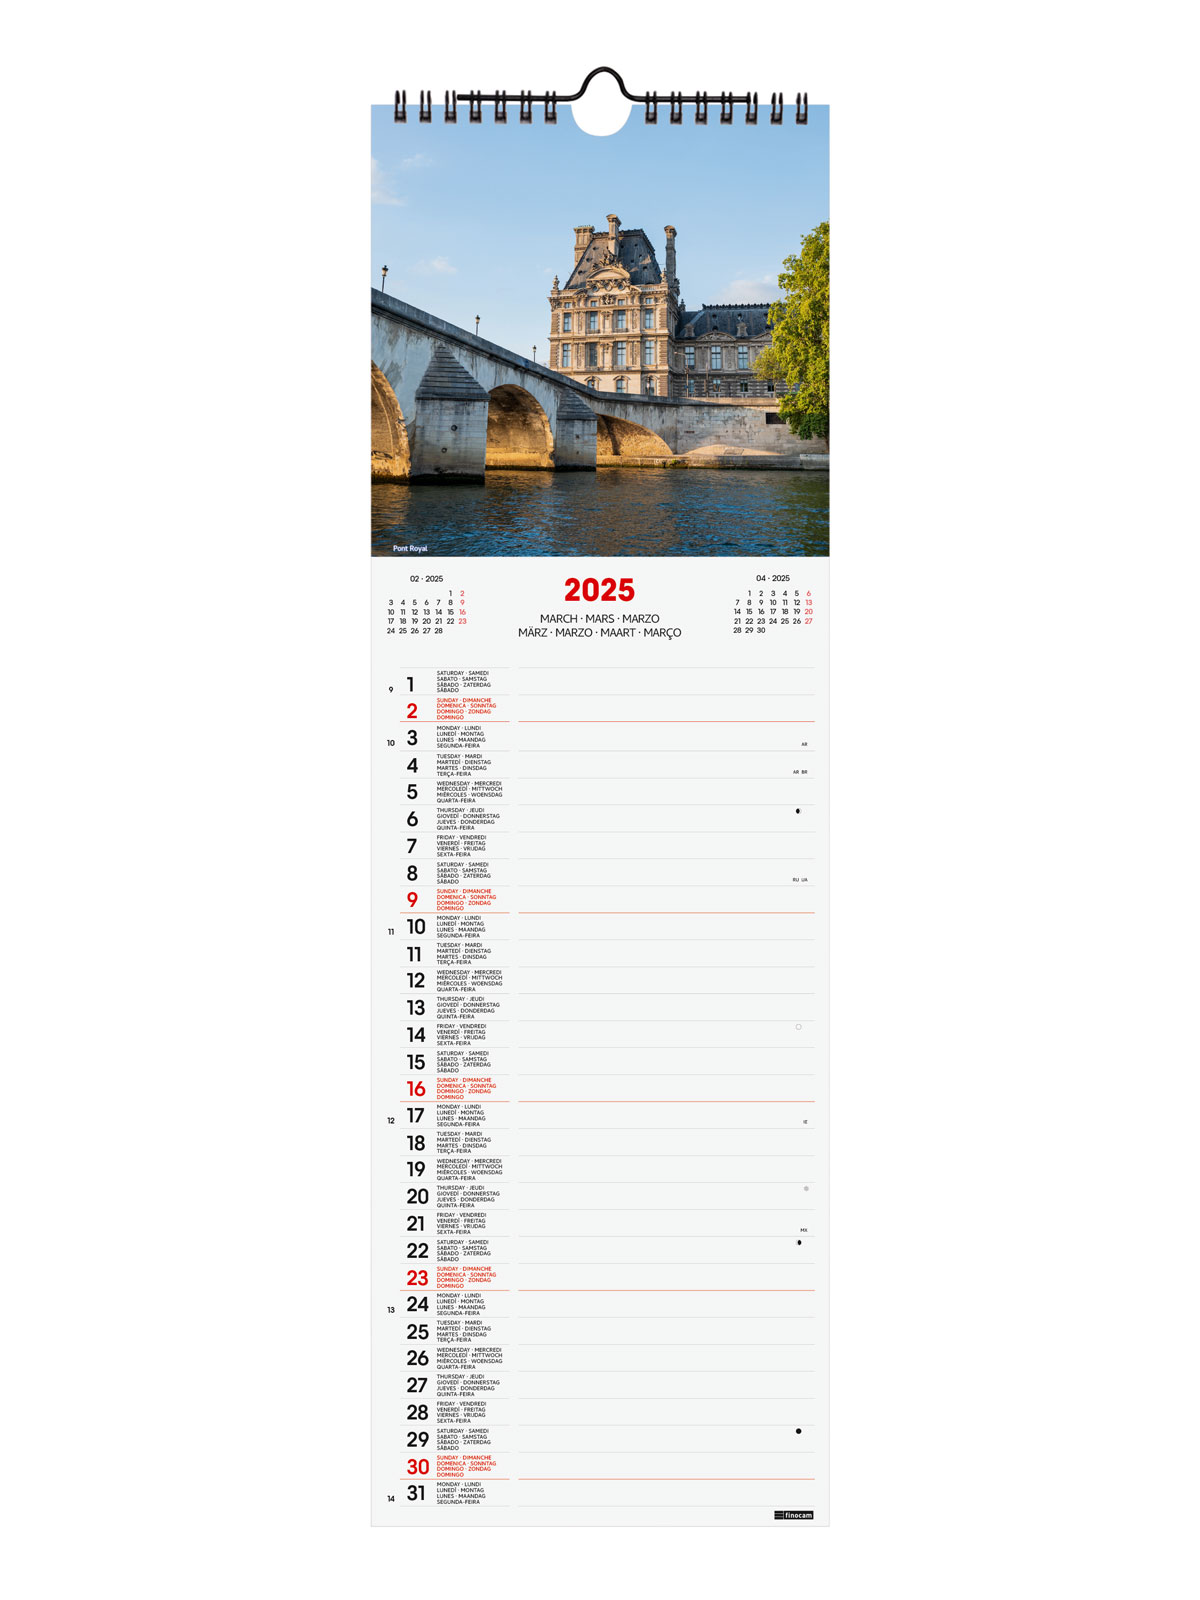 Pont Royal
02 · 2025
1 2
3 4 5 6 7 8 9
10 11 12 13 14 15 16
17 18 19 20 21 22 23
24 25 26 27 28
2025
MARCH · MARS · MARZO
MÄRZ · MARZO · MAART · MARÇO
04 · 2025
1 2 3 4 5 6
7 8 9 10 11 12 13
14 15 16 17 18 19 20
21 22 23 24 25 26 27
28 29 30
9
1
SATURDAY · SAMEDI
SABATO · SAMSTAG
SÁBADO · ZATERDAG
SÁBADO
2
SUNDAY · DIMANCHE
DOMENICA · SONNTAG
DOMINGO · ZONDAG
DOMINGO
10
3
MONDAY · LUNDI
LUNEDÌ · MONTAG
LUNES · MAANDAG
SEGUNDA-FEIRA
AR
4
TUESDAY · MARDI
MARTEDÌ · DIENSTAG
MARTES · DINSDAG
TERÇA-FEIRA
AR BR
5
WEDNESDAY · MERCREDI
MERCOLEDÌ · MITTWOCH
MIÉRCOLES · WOENSDAG
QUARTA-FEIRA
6
THURSDAY · JEUDI
GIOVEDÌ · DONNERSTAG
JUEVES · DONDERDAG
QUINTA-FEIRA
7
FRIDAY · VENDREDI
VENERDÌ · FREITAG
VIERNES · VRIJDAG
SEXTA-FEIRA
8
SATURDAY · SAMEDI
SABATO · SAMSTAG
SÁBADO · ZATERDAG
SÁBADO
RU UA
9
SUNDAY · DIMANCHE
DOMENICA · SONNTAG
DOMINGO · ZONDAG
DOMINGO
11
10
MONDAY · LUNDI
LUNEDÌ · MONTAG
LUNES · MAANDAG
SEGUNDA-FEIRA
11
TUESDAY · MARDI
MARTEDÌ · DIENSTAG
MARTES · DINSDAG
TERÇA-FEIRA
12
WEDNESDAY · MERCREDI
MERCOLEDÌ · MITTWOCH
MIÉRCOLES · WOENSDAG
QUARTA-FEIRA
13
THURSDAY · JEUDI
GIOVEDÌ · DONNERSTAG
JUEVES · DONDERDAG
QUINTA-FEIRA
14
FRIDAY · VENDREDI
VENERDÌ · FREITAG
VIERNES · VRIJDAG
SEXTA-FEIRA
15
SATURDAY · SAMEDI
SABATO · SAMSTAG
SÁBADO · ZATERDAG
SÁBADO
16
SUNDAY · DIMANCHE
DOMENICA · SONNTAG
DOMINGO · ZONDAG
DOMINGO
12
17
MONDAY · LUNDI
LUNEDÌ · MONTAG
LUNES · MAANDAG
SEGUNDA-FEIRA
IE
18
TUESDAY · MARDI
MARTEDÌ · DIENSTAG
MARTES · DINSDAG
TERÇA-FEIRA
19
WEDNESDAY · MERCREDI
MERCOLEDÌ · MITTWOCH
MIÉRCOLES · WOENSDAG
QUARTA-FEIRA
20
THURSDAY · JEUDI
GIOVEDÌ · DONNERSTAG
JUEVES · DONDERDAG
QUINTA-FEIRA
21
FRIDAY · VENDREDI
VENERDÌ · FREITAG
VIERNES · VRIJDAG
SEXTA-FEIRA
MX
22
SATURDAY · SAMEDI
SABATO · SAMSTAG
SÁBADO · ZATERDAG
SÁBADO
23
SUNDAY · DIMANCHE
DOMENICA · SONNTAG
DOMINGO · ZONDAG
DOMINGO
13
24
MONDAY · LUNDI
LUNEDÌ · MONTAG
LUNES · MAANDAG
SEGUNDA-FEIRA
25
TUESDAY · MARDI
MARTEDÌ · DIENSTAG
MARTES · DINSDAG
TERÇA-FEIRA
26
WEDNESDAY · MERCREDI
MERCOLEDÌ · MITTWOCH
MIÉRCOLES · WOENSDAG
QUARTA-FEIRA
27
THURSDAY · JEUDI
GIOVEDÌ · DONNERSTAG
JUEVES · DONDERDAG
QUINTA-FEIRA
28
FRIDAY · VENDREDI
VENERDÌ · FREITAG
VIERNES · VRIJDAG
SEXTA-FEIRA
29
SATURDAY · SAMEDI
SABATO · SAMSTAG
SÁBADO · ZATERDAG
SÁBADO
30
SUNDAY · DIMANCHE
DOMENICA · SONNTAG
DOMINGO · ZONDAG
DOMINGO
14
31
MONDAY · LUNDI
LUNEDÌ · MONTAG
LUNES · MAANDAG
SEGUNDA-FEIRA
finocam